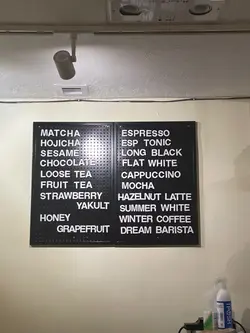 MATCHA
HOJICHA
SESAME
CHOCOLATE
LOOSE TEA
FRUIT TEA
STRAWBERRY
YAKULT
HONEY
GRAPEFRUIT
ESPRESSO
ESP TONIC
LONG BLACK
FLAT WHITE
CAPPUCCINO
MOCHA
HAZELNUT LATTE
SUMMER WHITE
WINTER COFFEE
DREAM BARISTA